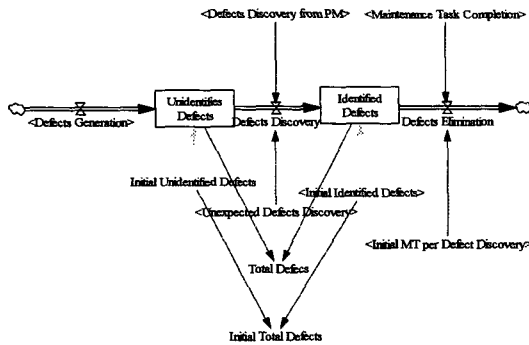 <Defects Discovery from PM>
<Maintenance Task Completion>
Unidentifies
Defects
Identified
Defects
<Defects Generation>
Defects Discovery
Defects Elimination
Initial Unidentified Defects
<Initial Identified Defects>
<Unexpected Defects Discovery>
<Initial MT per Defect Discovery>
Total Defecs
Initial Total Defects